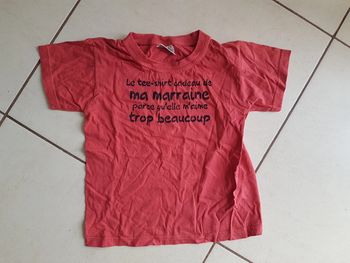 Le tee-shirt cadeau de
ma marraine
parce qu'elle m'aime
trop beaucoup